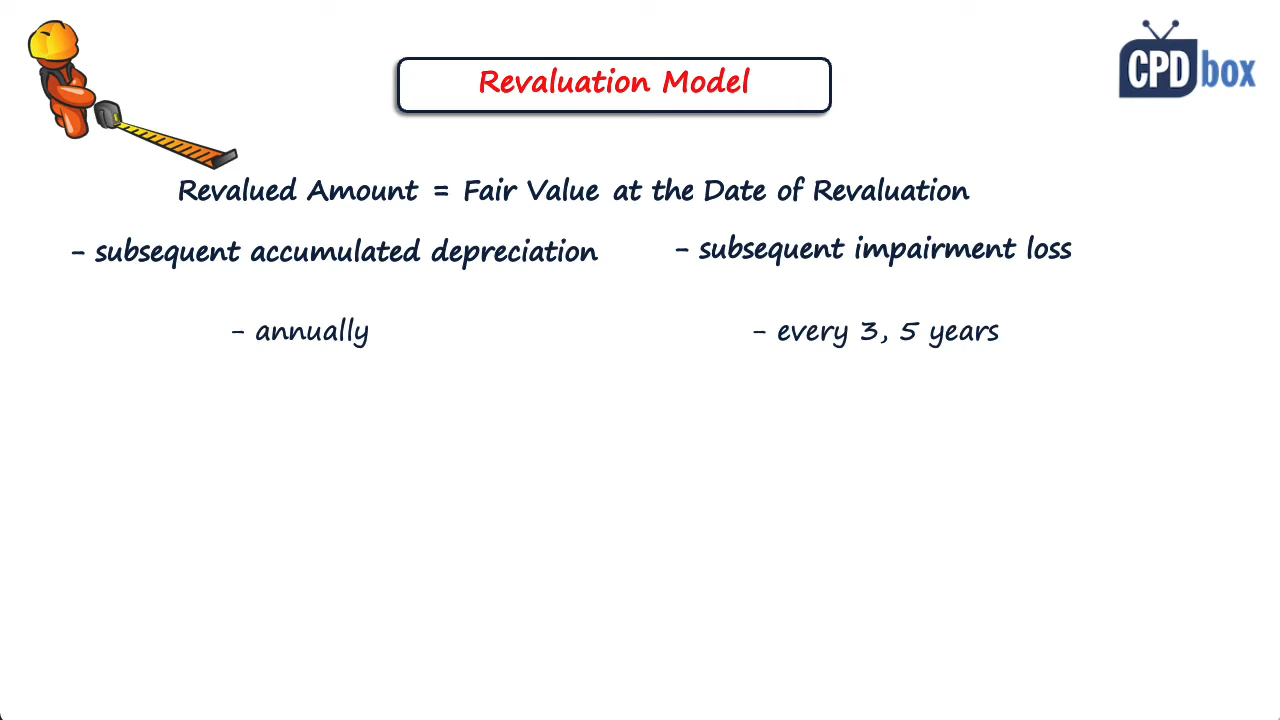 CPD box
Revaluation Model
Revalued Amount = Fair Value at the Date of Revaluation
- subsequent accumulated depreciation - subsequent impairment loss
- annually - every 3, 5 years